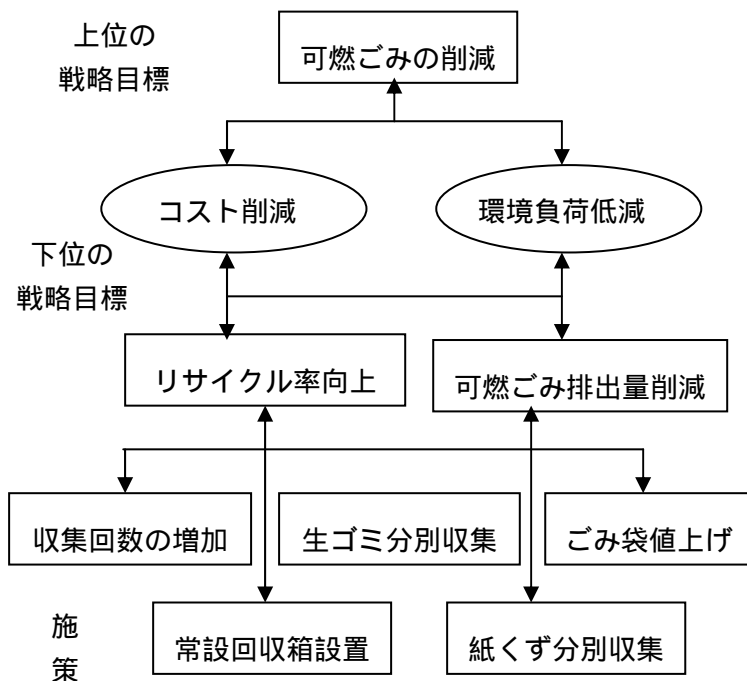 上位の
戦略目標
可燃ごみの削減
コスト削減
環境負荷低減
下位の
戦略目標
リサイクル率向上
可燃ごみ排出量削減
収集回数の増加
生ゴミ分別収集
ごみ袋値上げ
施
策
常設回収箱設置
紙くず分別収集